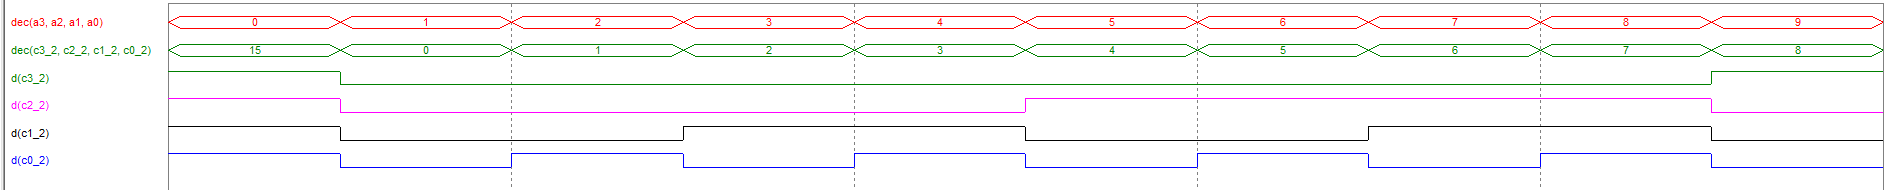 dec(a3, a2, a1, a0) 0 1 2 3 4 5 6 7 8 9
dec(c3_2, c2_2, c1_2, c0_2) 15 0 1 2 3 4 5 6 7 8
d(c3_2)
d(c2_2)
d(c1_2)
d(c0_2)